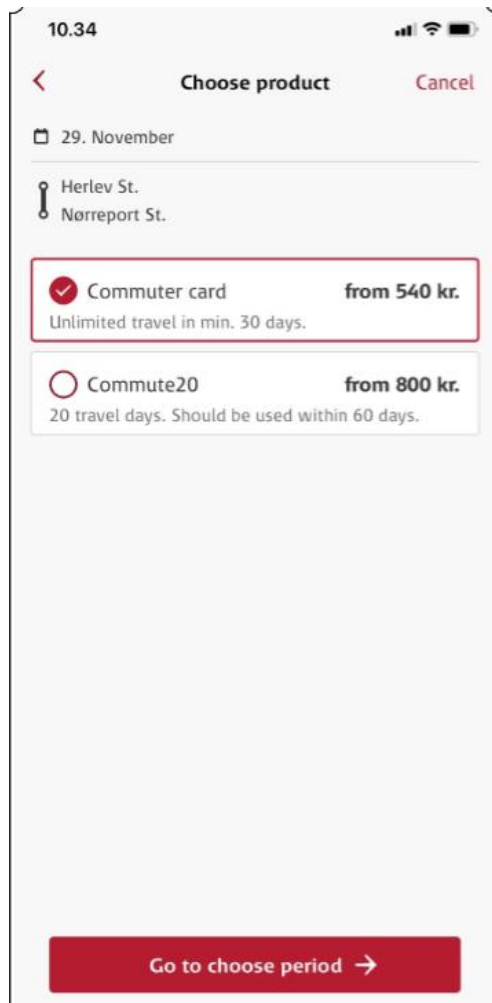 10.34
Choose product
Cancel
29. November
Herlev St.
Nørreport St.
Commuter card from 540 kr.
Unlimited travel in min. 30 days.
Commute20 from 800 kr.
20 travel days. Should be used within 60 days.
Go to choose period →